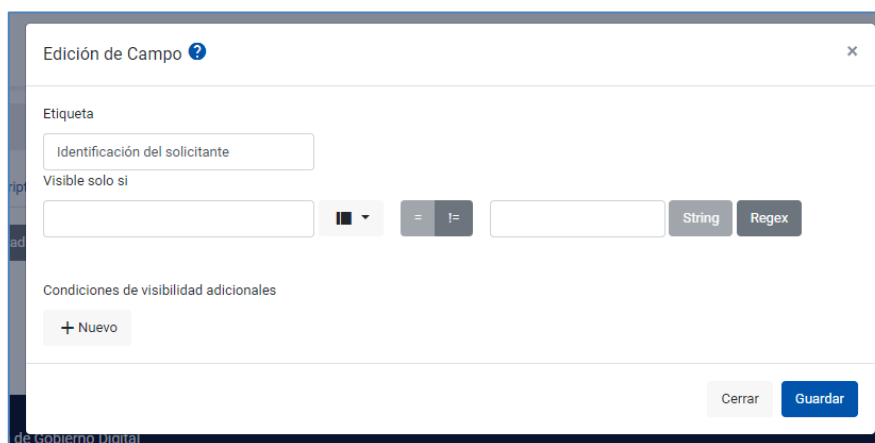 Edición de Campo ?
×
Etiqueta
Identificación del solicitante
Visible solo si
= != String Regex
Condiciones de visibilidad adicionales
+ Nuevo
Cerrar Guardar
de Gobierno Digital